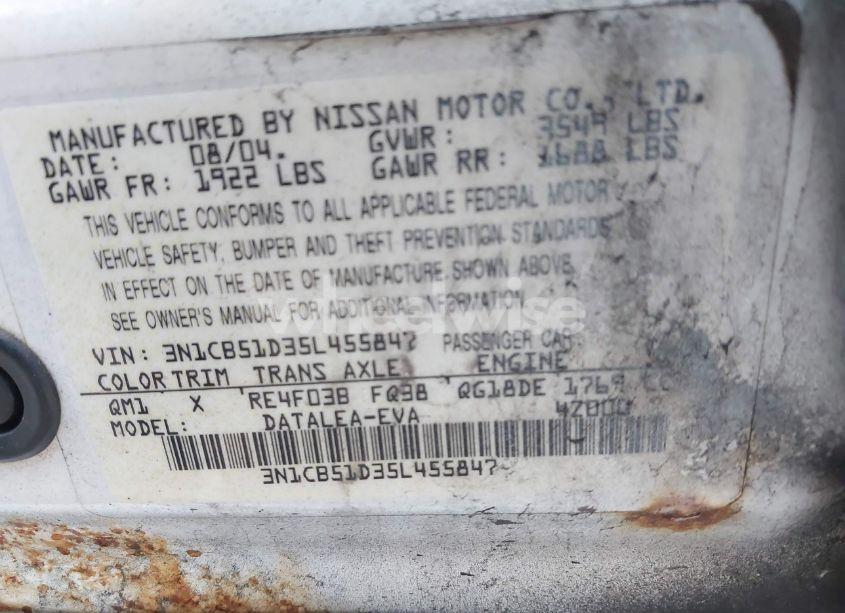 MANUFACTURED BY NISSAN MOTOR CO., LTD.
DATE: 08/04. GVWR: 3549 LBS
GAWR FR: 1922 LBS GAWR RR: 1688 LBS
THIS VEHICLE CONFORMS TO ALL APPLICABLE FEDERAL MOTOR
VEHICLE SAFETY, BUMPER AND THEFT PREVENTION STANDARDS
IN EFFECT ON THE DATE OF MANUFACTURE SHOWN ABOVE.
SEE OWNER'S MANUAL FOR ADDITIONAL INFORMATION.
wheelwise
VIN: 3N1CB51D35L455847 PASSENGER CAR
COLOR TRIM TRANS AXLE ENGINE
QM1 X RE4F03B FQ38 QG18DE 1769 CC
MODEL: DATALEA-EVA
3N1CB51D35L455847